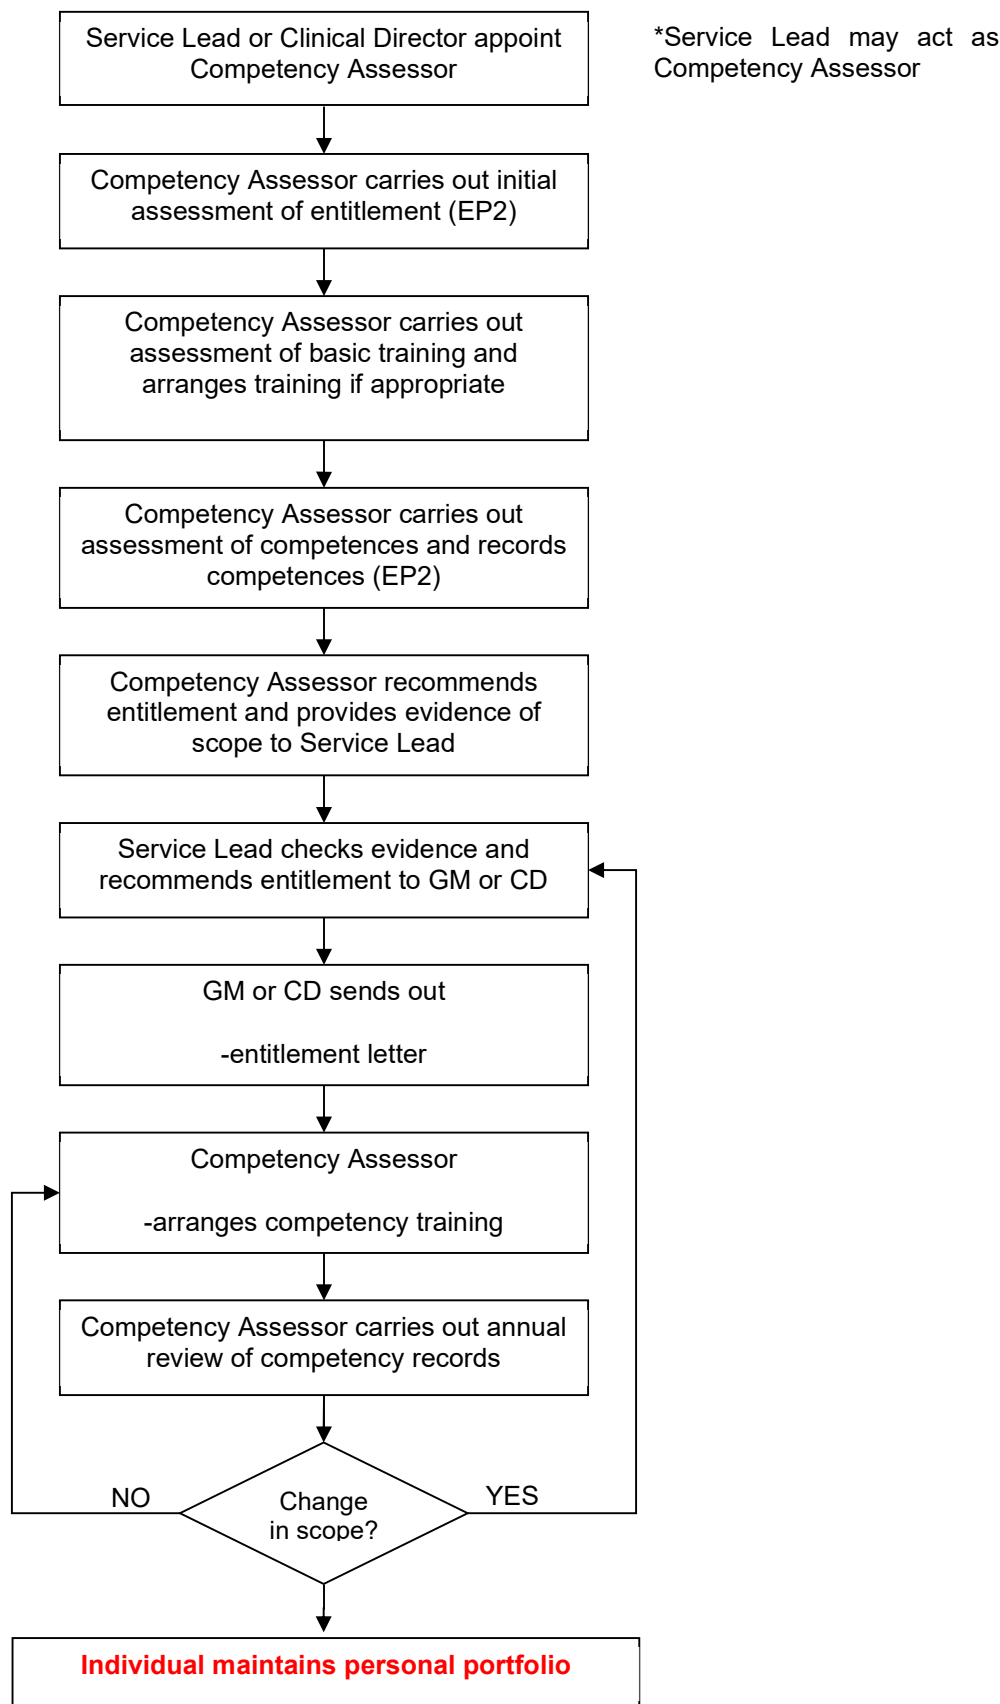 Service Lead or Clinical Director appoint
Competency Assessor
*Service Lead may act as
Competency Assessor
Competency Assessor carries out initial
assessment of entitlement (EP2)
Competency Assessor carries out
assessment of basic training and
arranges training if appropriate
Competency Assessor carries out
assessment of competences and records
competences (EP2)
Competency Assessor recommends
entitlement and provides evidence of
scope to Service Lead
Service Lead checks evidence and
recommends entitlement to GM or CD
GM or CD sends out
-entitlement letter
Competency Assessor
-arranges competency training
Competency Assessor carries out annual
review of competency records
NO
Change
in scope?
YES
Individual maintains personal portfolio